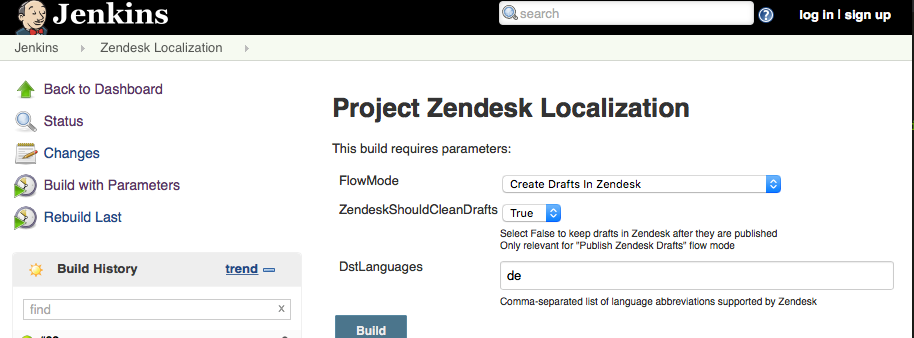 Jenkins
search
log in | sign up
Jenkins
Zendesk Localization
Back to Dashboard
Status
Changes
Build with Parameters
Rebuild Last
Build History
trend
find
x
Project Zendesk Localization
This build requires parameters:
FlowMode
Create Drafts In Zendesk
ZendeskShouldCleanDrafts
True
Select False to keep drafts in Zendesk after they are published
Only relevant for "Publish Zendesk Drafts" flow mode
DstLanguages
de
Comma-separated list of language abbreviations supported by Zendesk
Build